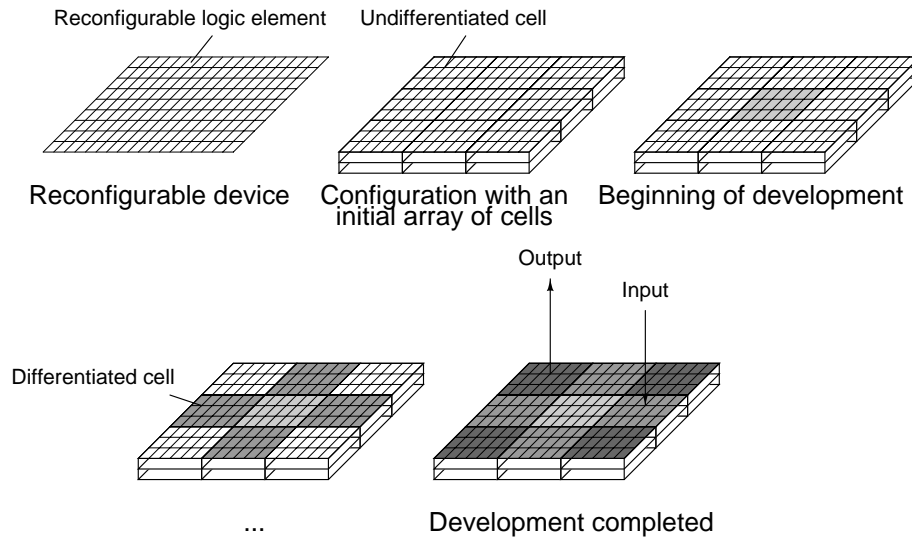 Reconfigurable logic element
Undifferentiated cell
Reconfigurable device
Configuration with an
initial array of cells
Beginning of development
Output
Input
Differentiated cell
...
Development completed